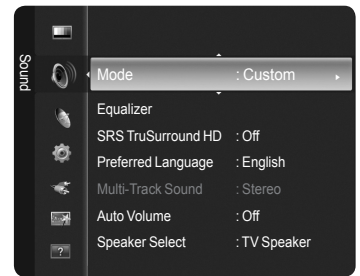 Sound
Mode : Custom
Equalizer
SRS TruSurround HD : Off
Preferred Language : English
Multi-Track Sound : Stereo
Auto Volume : Off
Speaker Select : TV Speaker
?